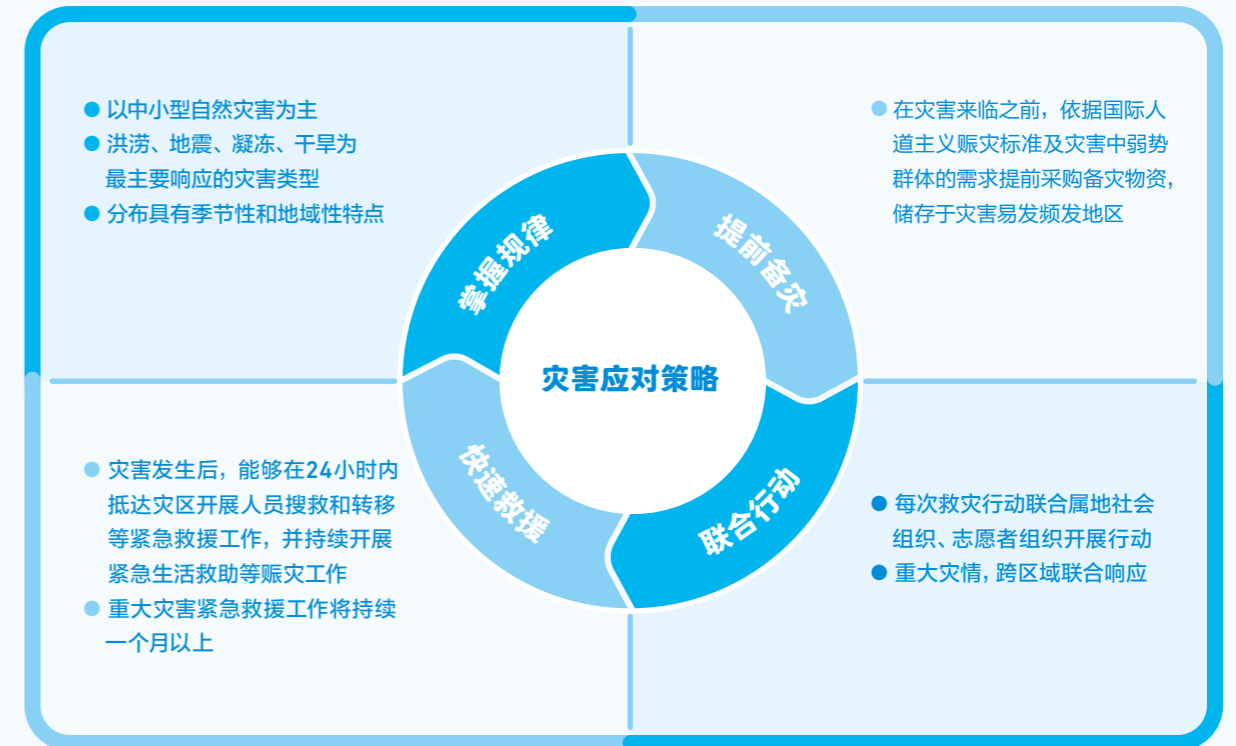 ● 以中小型自然灾害为主
● 洪涝、地震、凝冻、干旱为
最主要响应的灾害类型
● 分布具有季节性和地域性特点
● 在灾害来临之前，依据国际人
道主义赈灾标准及灾害中弱势
群体的需求提前采购备灾物资，
储存于灾害易发频发地区
掌握规律
提前备灾
灾害应对策略
快速救援
联合行动
● 灾害发生后，能够在24小时内
抵达灾区开展人员搜救和转移
等紧急救援工作，并持续开展
紧急生活救助等赈灾工作
● 重大灾害紧急救援工作将持续
一个月以上
● 每次救灾行动联合属地社会
组织、志愿者组织开展行动
● 重大灾情，跨区域联合响应